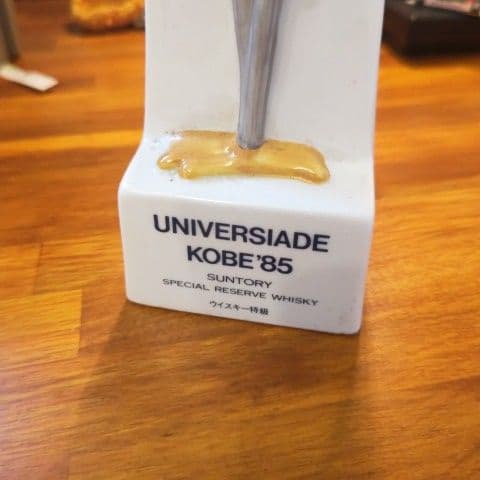 UNIVERSIADE
KOBE'85
SUNTORY
SPECIAL RESERVE WHISKY
ウイスキー特級